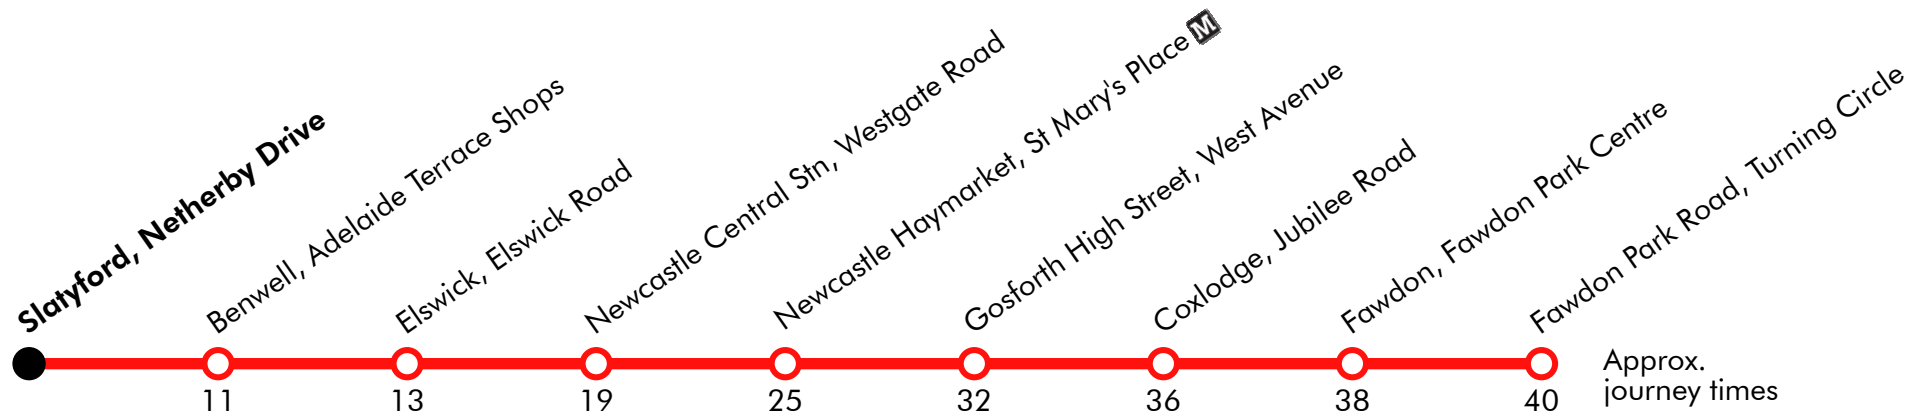 Slatyford, Netherby Drive
Benwell, Adelaide Terrace Shops
Elswick, Elswick Road
Newcastle Central Stn, Westgate Road
Newcastle Haymarket, St Mary's Place M
Gosforth High Street, West Avenue
Coxlodge, Jubilee Road
Fawdon, Fawdon Park Centre
Fawdon Park Road, Turning Circle
11 13 19 25 32 36 38 40
Approx.
journey times